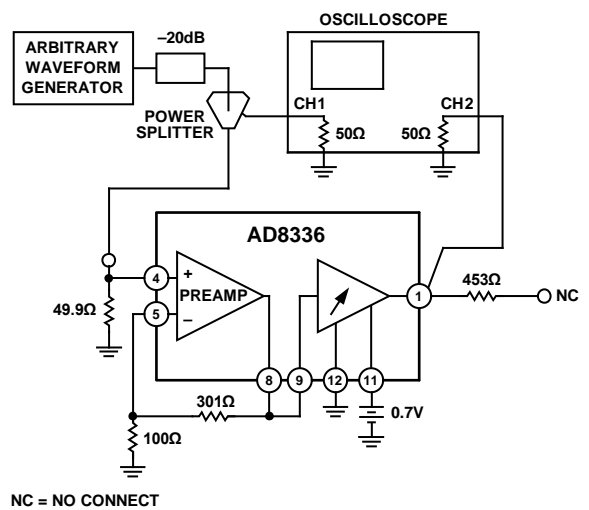 OSCILLOSCOPE
ARBITRARY
WAVEFORM
GENERATOR
–20dB
POWER
SPLITTER
CH1
CH2
50Ω
50Ω
AD8336
4
+
PREAMP
5
–
1
49.9Ω
453Ω
NC
8
9
12
11
301Ω
100Ω
0.7V
NC = NO CONNECT